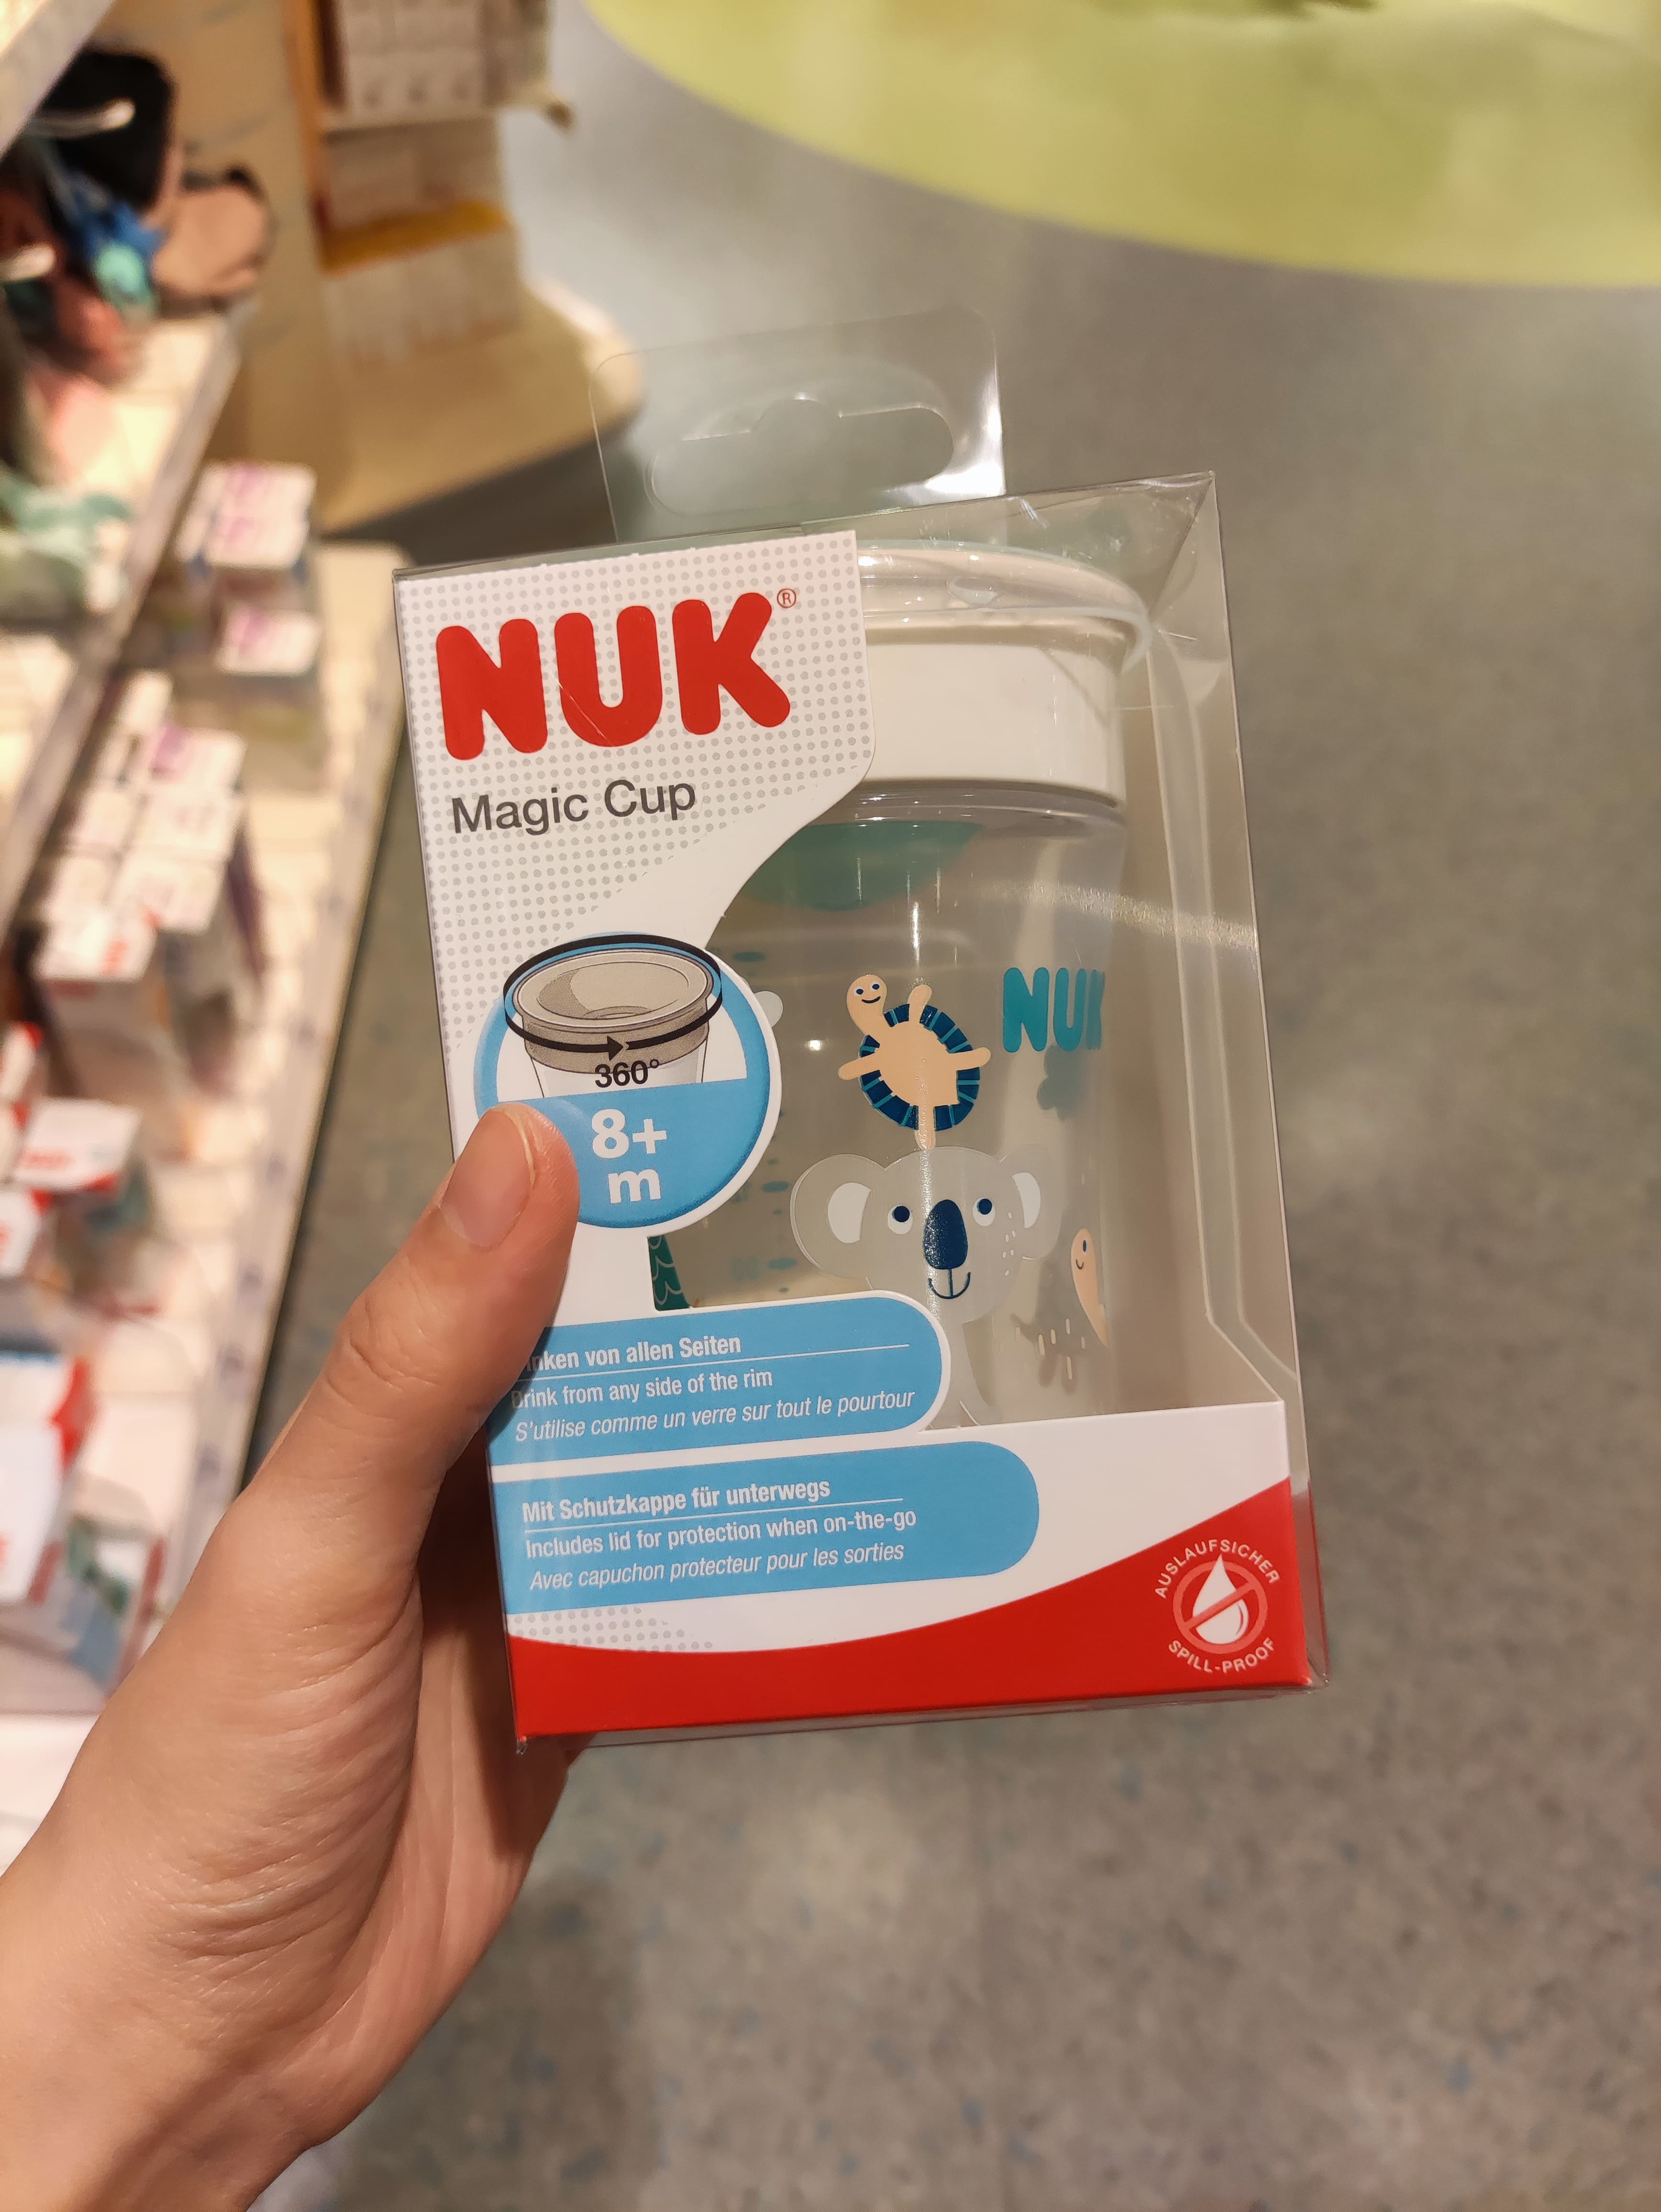 NUK®
Magic Cup
NUK
360°
8+
m
von allen Seiten
Drink from any side of the rim
S'utilise comme un verre sur tout le pourtour
Mit Schutzkappe für unterwegs
Includes lid for protection when on-the-go
Avec capuchon protecteur pour les sorties
AUSLAUFSICHER
SPILL-PROOF